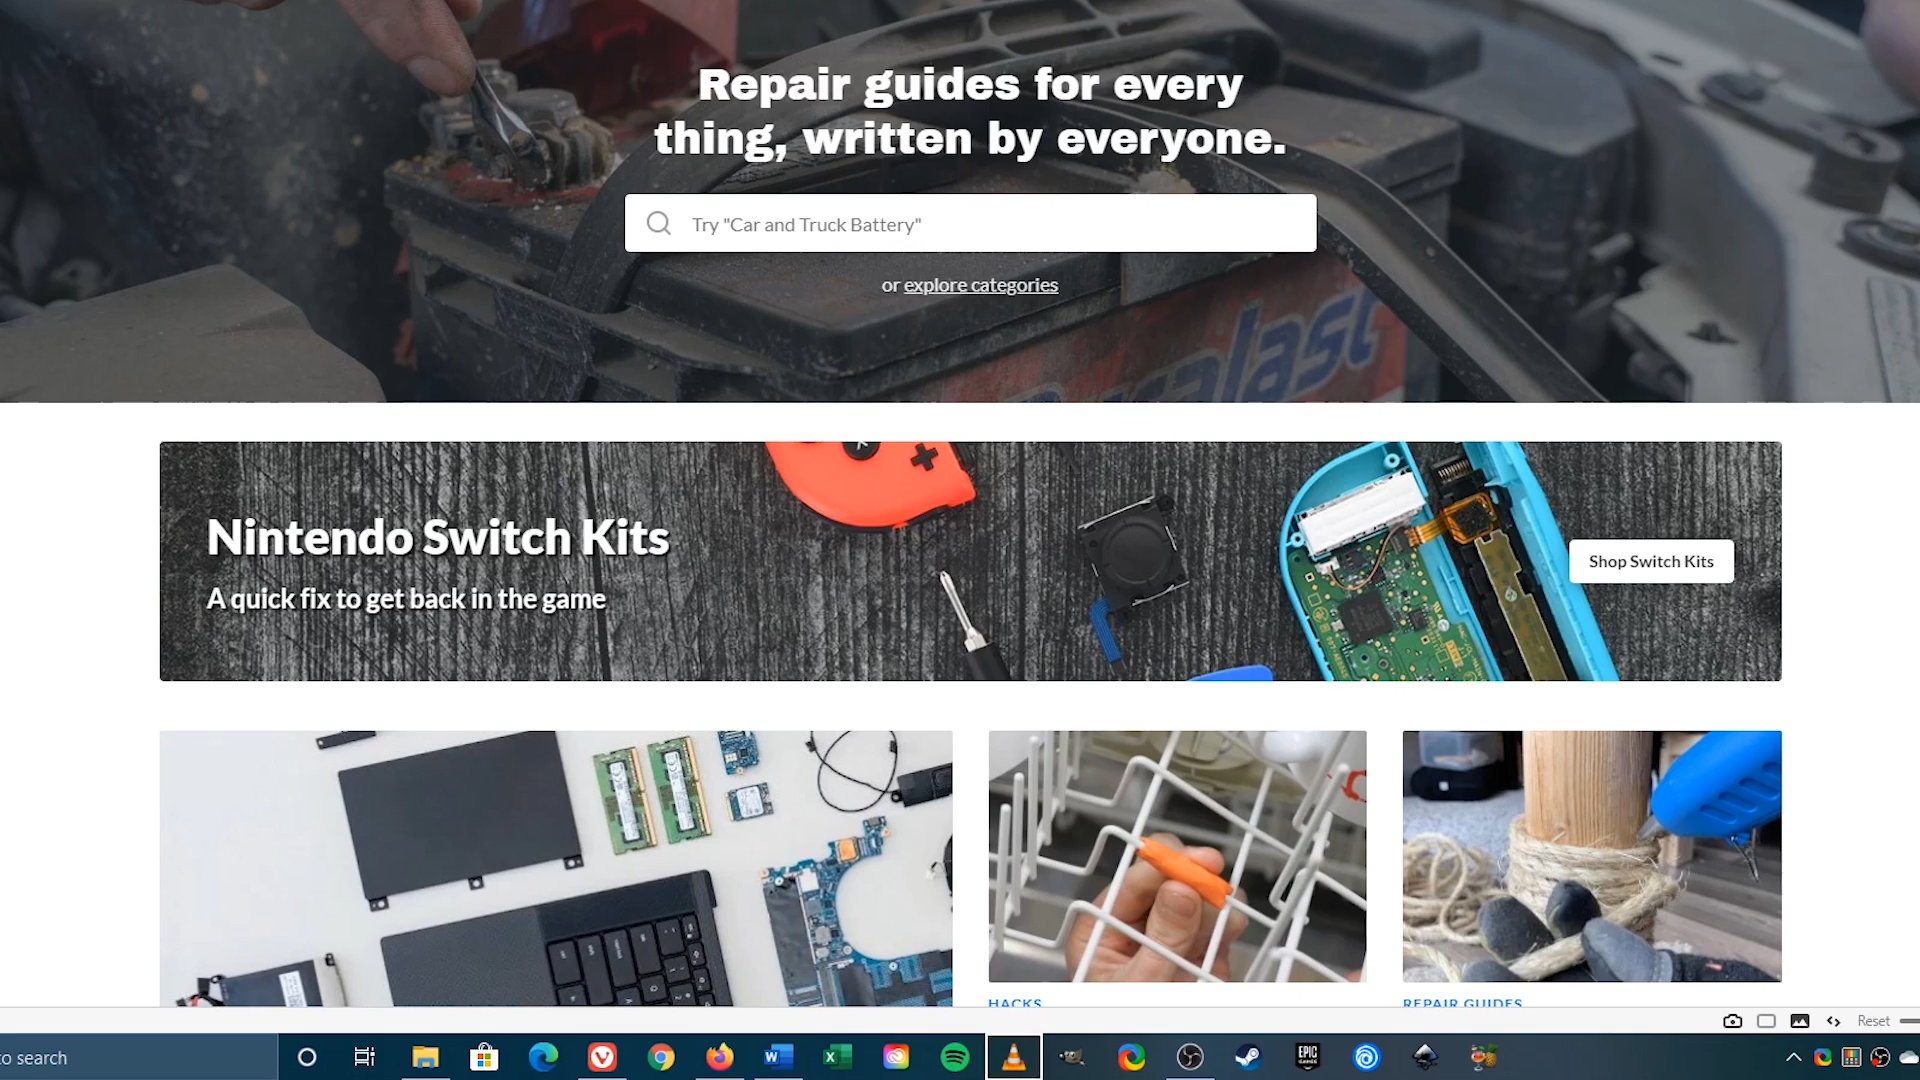 Repair guides for every
thing, written by everyone.
Try "Car and Truck Battery"
or explore categories
Nintendo Switch Kits
A quick fix to get back in the game
Shop Switch Kits
HACKS
REPAIR GUIDES
Reset
to search